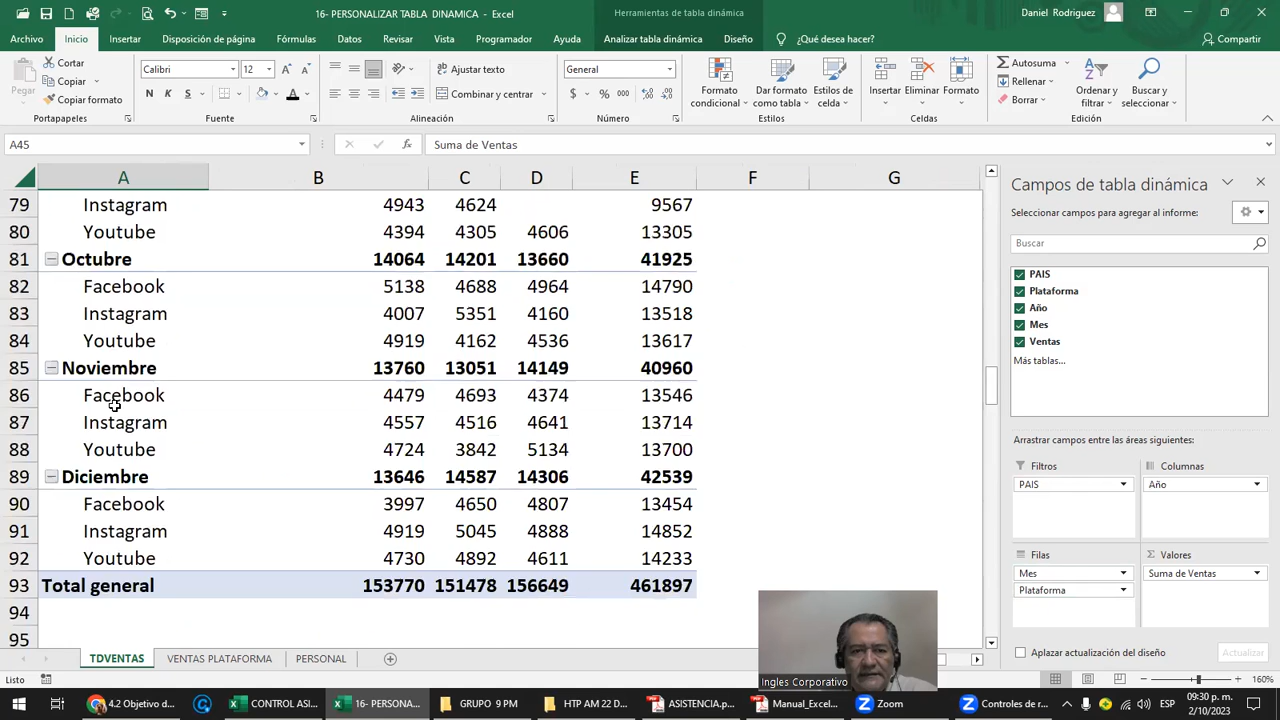 16- PERSONALIZAR TABLA DINAMICA - Excel
Herramientas de tabla dinámica
Daniel Rodriguez
Archivo Inicio Insertar Disposición de página Fórmulas Datos Revisar Vista Programador Ayuda Analizar tabla dinámica Diseño ¿Qué desea hacer? Compartir
Pegar
Cortar
Copiar
Copiar formato
Calibri 12
N K S
Ajustar texto
Combinar y centrar
General
$ % 000
Formato condicional
Dar formato como tabla
Estilos de celda
Insertar Eliminar Formato
Autosuma
Rellenar
Borrar
Ordenar y filtrar
Buscar y seleccionar
Portapapeles Fuente Alineación Número Estilos Celdas Edición
A45 fx Suma de Ventas
A B C D E F G
79 Instagram 4943 4624 9567
80 Youtube 4394 4305 4606 13305
81 Octubre 14064 14201 13660 41925
82 Facebook 5138 4688 4964 14790
83 Instagram 4007 5351 4160 13518
84 Youtube 4919 4162 4536 13617
85 Noviembre 13760 13051 14149 40960
86 Facebook 4479 4693 4374 13546
87 Instagram 4557 4516 4641 13714
88 Youtube 4724 3842 5134 13700
89 Diciembre 13646 14587 14306 42539
90 Facebook 3997 4650 4807 13454
91 Instagram 4919 5045 4888 14852
92 Youtube 4730 4892 4611 14233
93 Total general 153770 151478 156649 461897
94
95
Campos de tabla dinámica
Seleccionar campos para agregar al informe:
Buscar
PAIS
Plataforma
Año
Mes
Ventas
Más tablas...
Arrastrar campos entre las áreas siguientes:
Filtros Columnas
PAIS Año
Filas Σ Valores
Mes Suma de Ventas
Plataforma
Aplazar actualización del diseño Actualizar
Ingles Corporativo
TDVENTAS VENTAS PLATAFORMA PERSONAL
Listo 160%
4.2 Objetivo d... CONTROL ASI... 16- PERSONA... GRUPO 9 PM HTP AM 22 D... ASISTENCIA.p... Manual_Exce... Zoom Controles de r... ESP 09:30 p. m.
2/10/2023